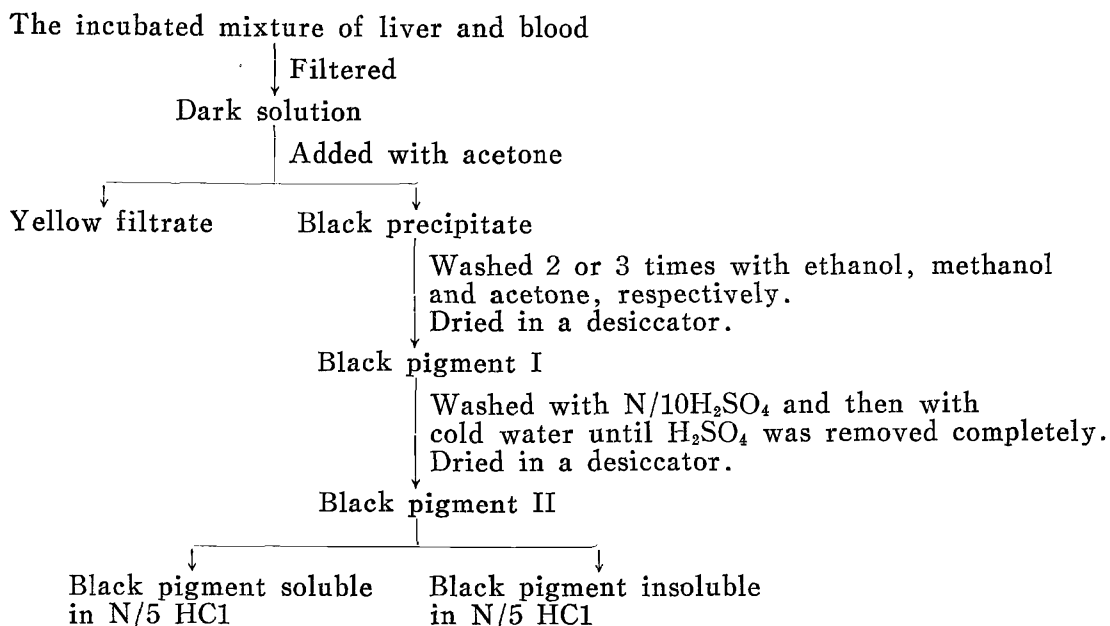 The incubated mixture of liver and blood
Filtered
Dark solution
Added with acetone
Yellow filtrate
Black precipitate
Washed 2 or 3 times with ethanol, methanol
and acetone, respectively.
Dried in a desiccator.
Black pigment I
Washed with N/10H₂SO₄ and then with
cold water until H₂SO₄ was removed completely.
Dried in a desiccator.
Black pigment II
Black pigment soluble
in N/5 HCl
Black pigment insoluble
in N/5 HCl